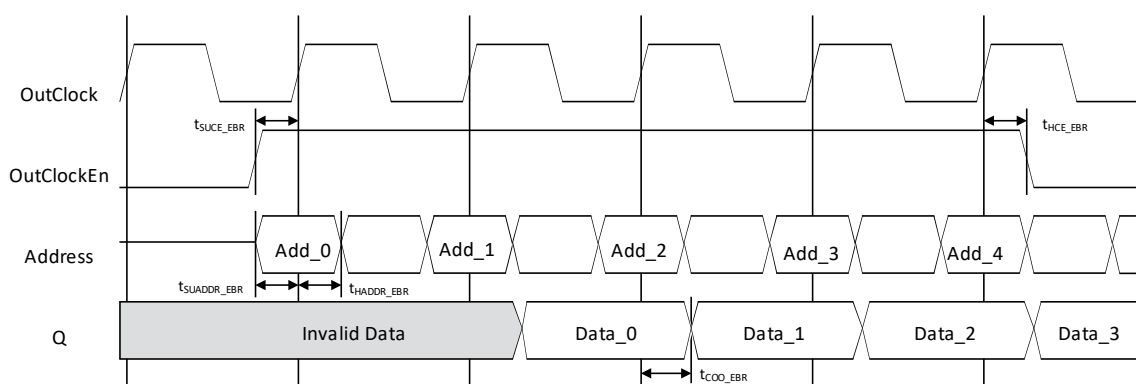 OutClock
tSUCE_EBR
tHCE_EBR
OutClockEn
Address
Add_0 Add_1 Add_2 Add_3 Add_4
tSUADDR_EBR tHADDR_EBR
Q
Invalid Data Data_0 Data_1 Data_2 Data_3
tCOO_EBR